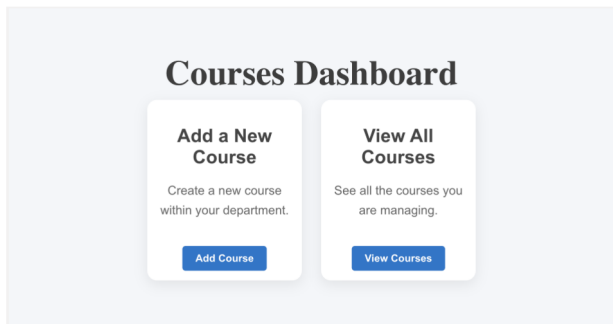 Courses Dashboard
Add a New
Course
Create a new course
within your department.
Add Course
View All
Courses
See all the courses you
are managing.
View Courses